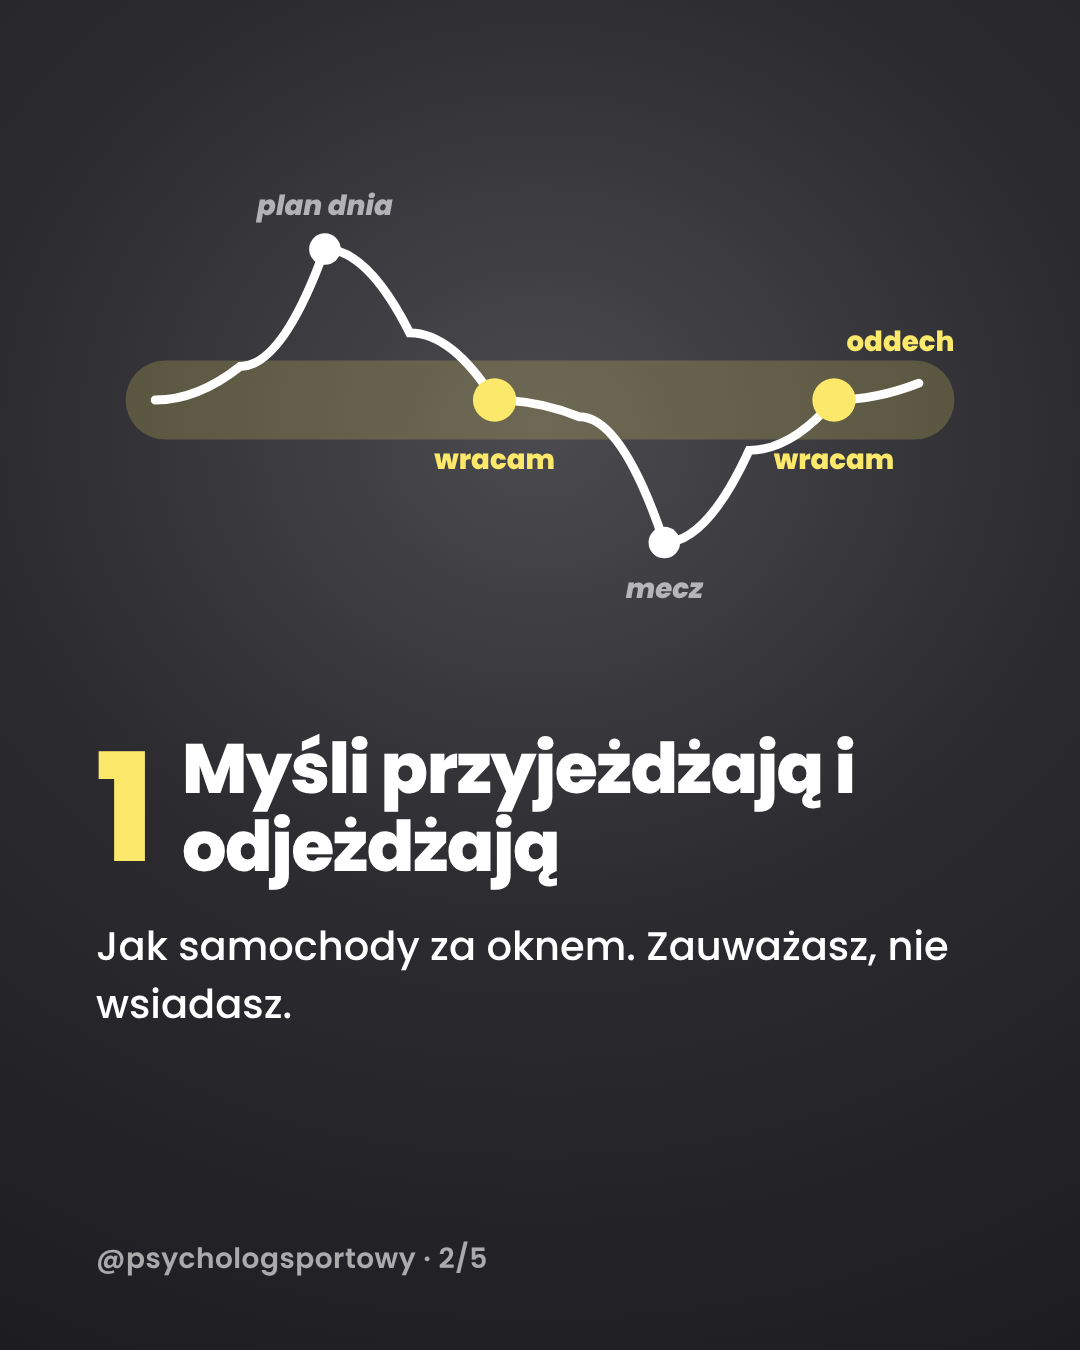 plan dnia
oddech
wracam
wracam
mecz
1
Myśli przyjeżdżają i
odjeżdżają
Jak samochody za oknem. Zauważasz, nie
wsiadasz.
@psychologsportowy · 2/5